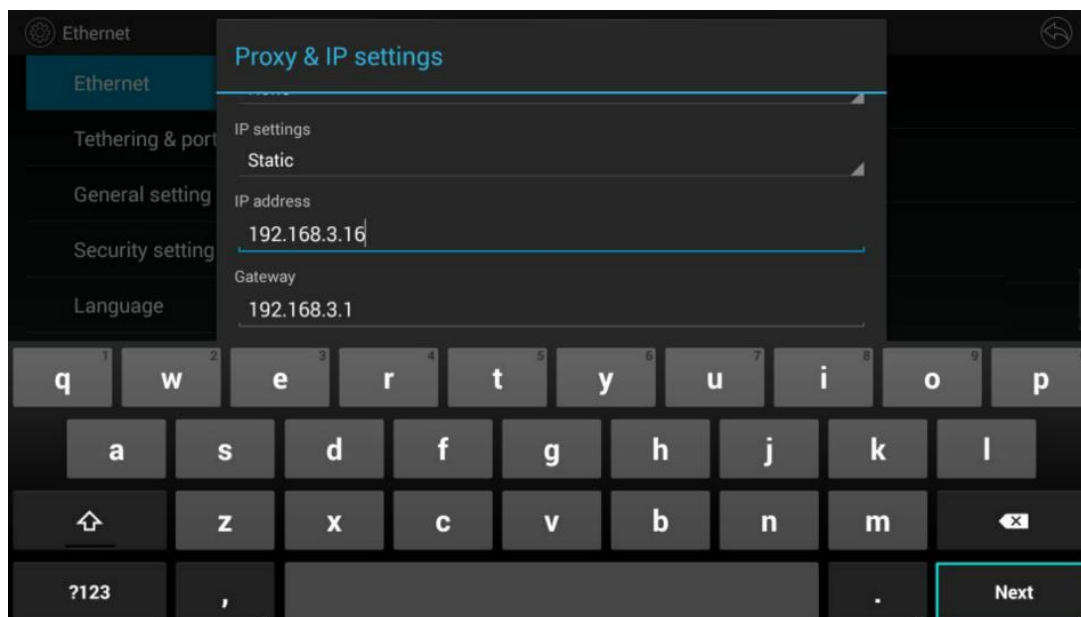 Ethernet
Proxy & IP settings
Ethernet
Tethering & port
IP settings
Static
General setting
IP address
192.168.3.16
Security setting
Gateway
Language
192.168.3.1
1 2 3 4 5 6 7 8 9
q w e r t y u i o p
a s d f g h j k l
z x c v b n m
?123 , . Next